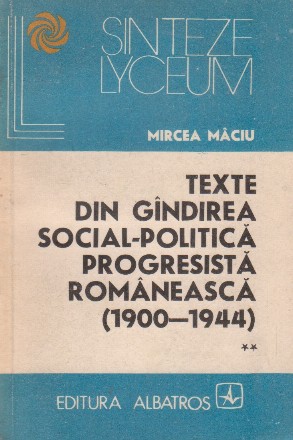 SINTEZE
LYCEUM
MIRCEA MÂCIU
TEXTE
DIN GÎNDIREA
SOCIAL-POLITICĂ
PROGRESISTĂ
ROMÂNEASCĂ
(1900—1944)
**
EDITURA ALBATROS